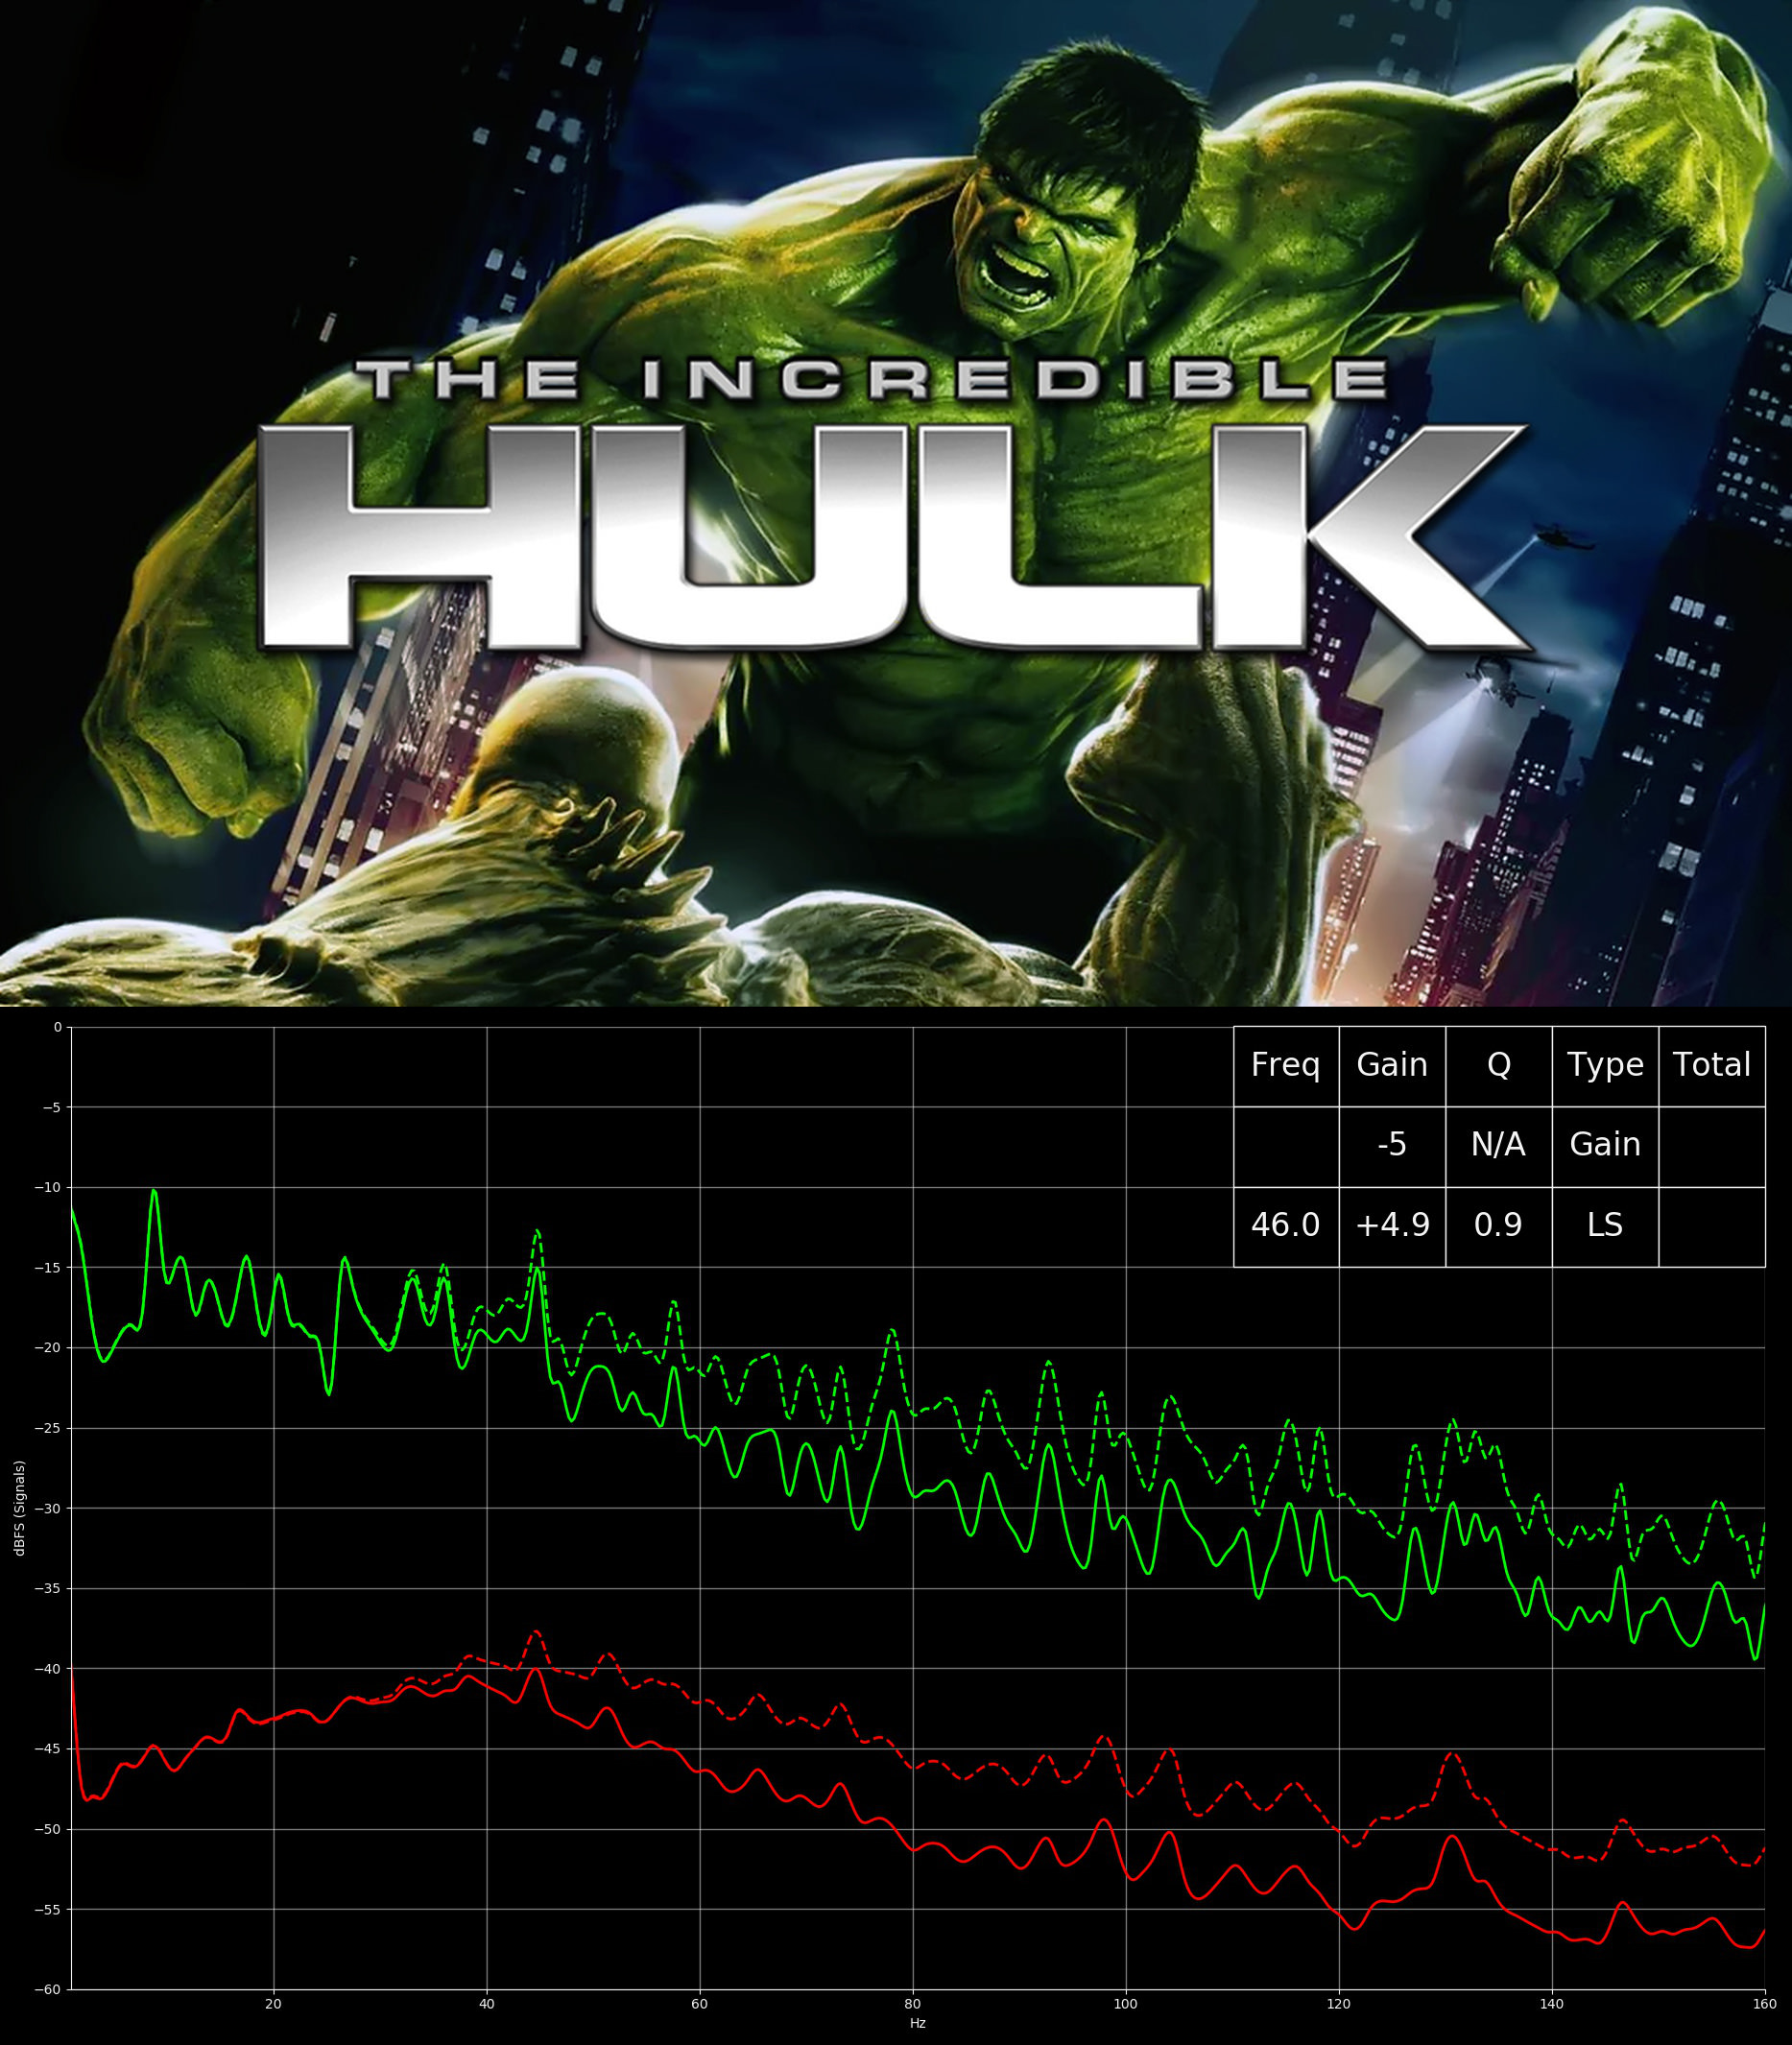 THE INCREDIBLE
HULK
Freq Gain Q Type Total
-5 N/A Gain
46.0 +4.9 0.9 LS
0
−5
−10
−15
−20
−25
−30
−35
−40
−45
−50
−55
−60
dBFS (Signals)
20 40 60 80 100 120 140 160
Hz